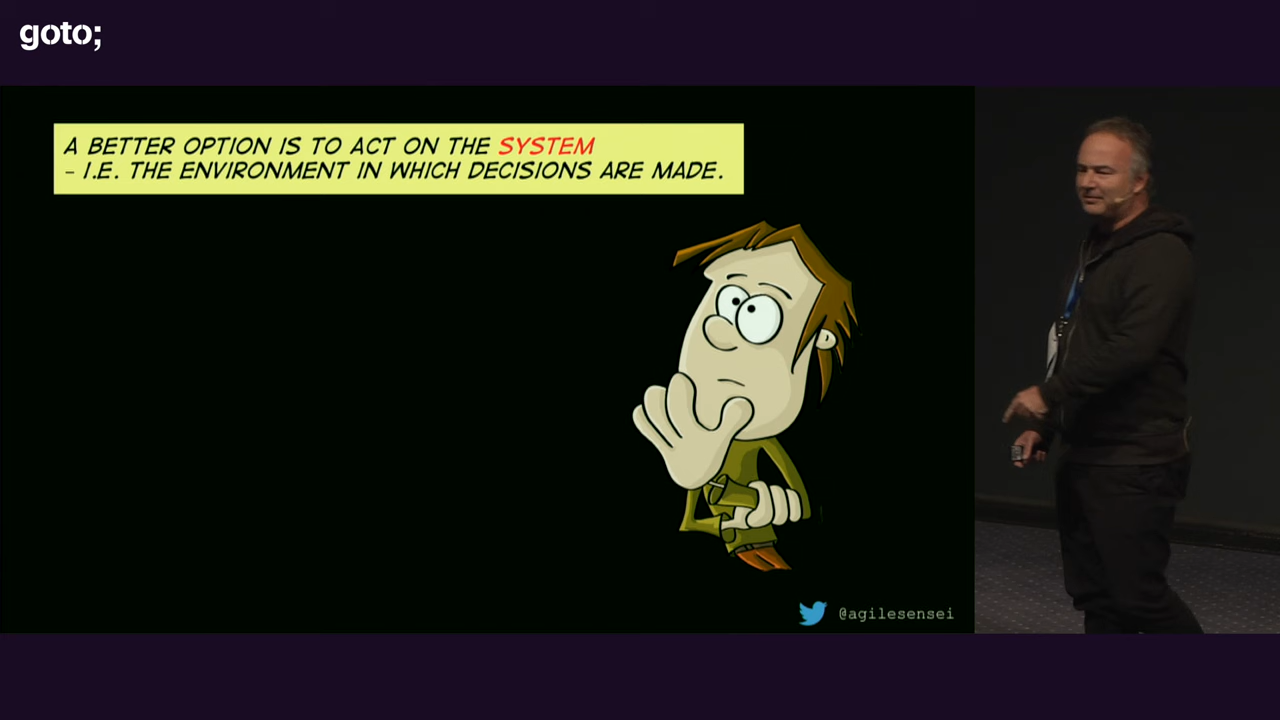 goto;
A BETTER OPTION IS TO ACT ON THE SYSTEM
- I.E. THE ENVIRONMENT IN WHICH DECISIONS ARE MADE.
@agilesensei